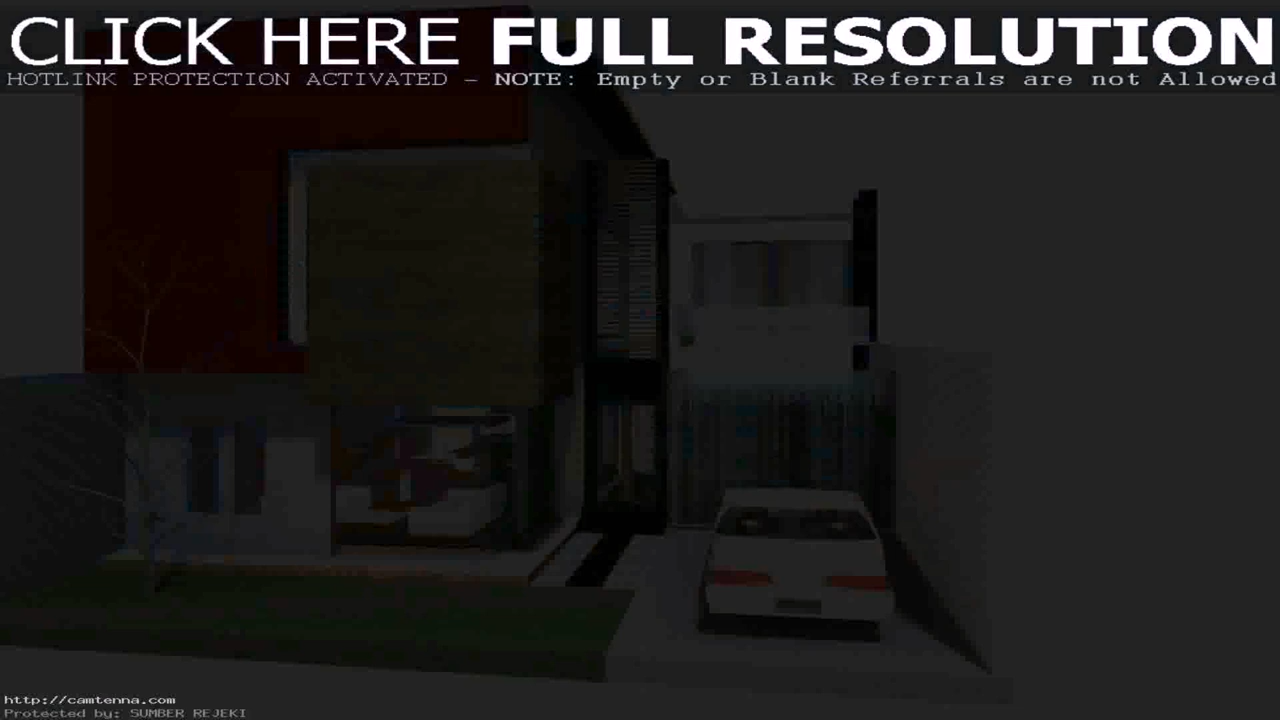 CLICK HERE FULL RESOLUTION
HOTLINK PROTECTION ACTIVATED – NOTE: Empty or Blank Referrals are not Allowed
http://camtenna.com
Protected by: SUMBER REJEKI